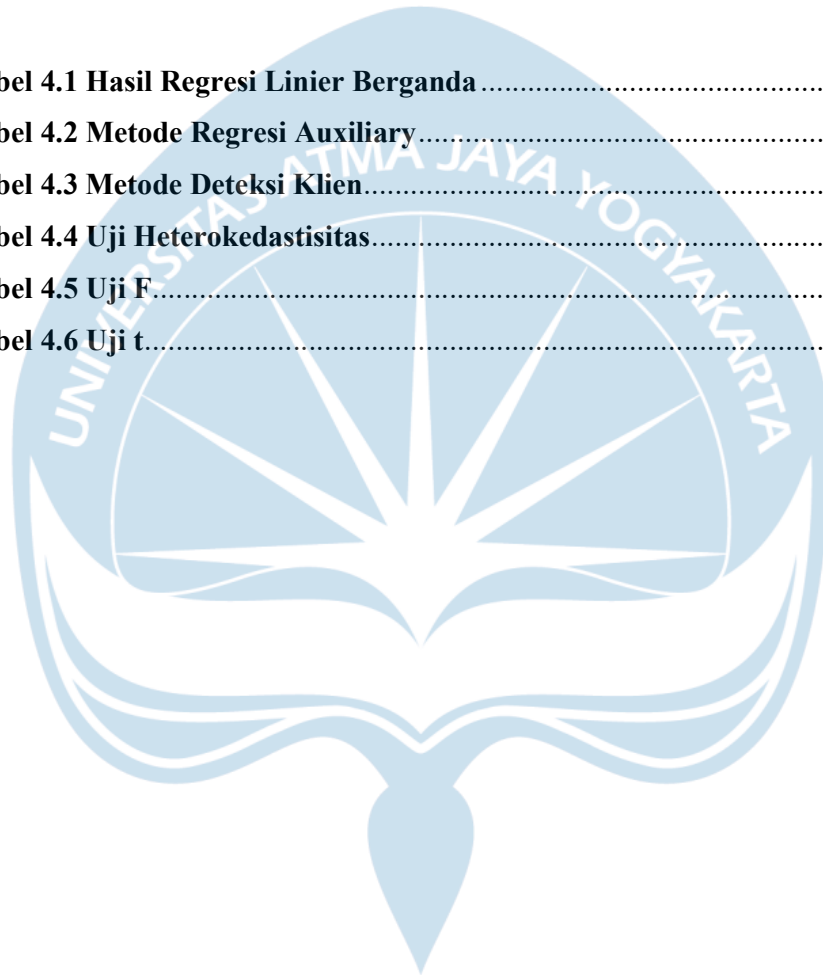 bel 4.1 Hasil Regresi Linier Berganda........................................................
bel 4.2 Metode Regresi Auxiliary................................................................
bel 4.3 Metode Deteksi Klien......................................................................
bel 4.4 Uji Heterokedastisitas.....................................................................
bel 4.5 Uji F................................................................................................
bel 4.6 Uji t.................................................................................................
UNIVERSITAS ATMA JAYA YOGYAKARTA